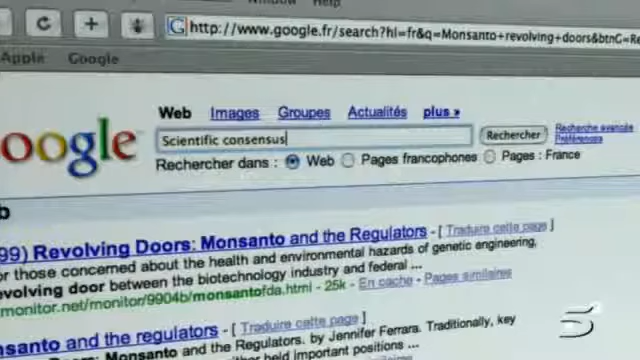 Window Help
http://www.google.fr/search?hl=fr&q=Monsanto+revolving+doors&btnG=Re
Apple Google
Web Images Groupes Actualités plus »
oogle
Scientific consensus
Rechercher
Recherche avancée
Préférences
Rechercher dans : Web Pages francophones Pages : France
b
99) Revolving Doors: Monsanto and the Regulators - [ Traduire cette page ]
or those concerned about the health and environmental hazards of genetic engineering,
evolving door between the biotechnology industry and federal ...
monitor.net/monitor/9904b/monsantofda.html - 25k - En cache - Pages similaires
nsanto and the regulators - [ Traduire cette page ]
Doors: Monsanto and the Regulators. by Jennifer Ferrara. Traditionally, key
ither held important positions ...